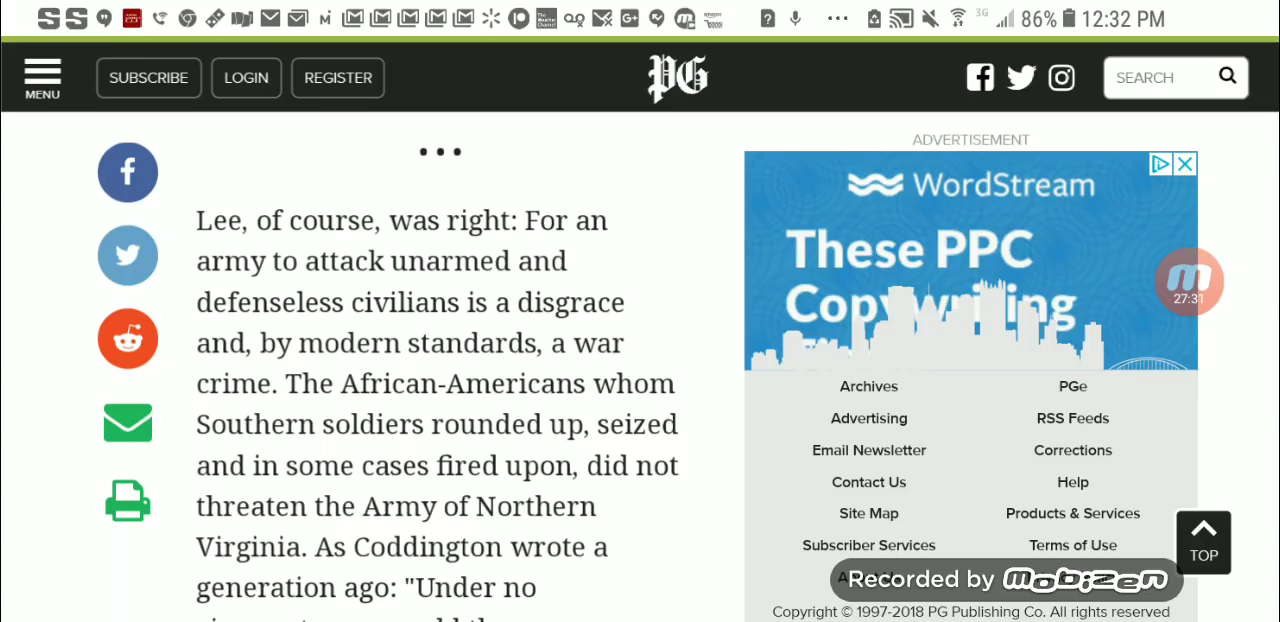 3G 86% 12:32 PM
MENU
SUBSCRIBE
LOGIN
REGISTER
PG
SEARCH
ADVERTISEMENT
• • •
Lee, of course, was right: For an
army to attack unarmed and
defenseless civilians is a disgrace
and, by modern standards, a war
crime. The African-Americans whom
Southern soldiers rounded up, seized
and in some cases fired upon, did not
threaten the Army of Northern
Virginia. As Coddington wrote a
generation ago: "Under no
WordStream
These PPC
Copywriting
27:31
Archives
PGe
Advertising
RSS Feeds
Email Newsletter
Corrections
Contact Us
Help
Site Map
Products & Services
Subscriber Services
Terms of Use
TOP
Recorded by mobizen
Copyright © 1997-2018 PG Publishing Co. All rights reserved